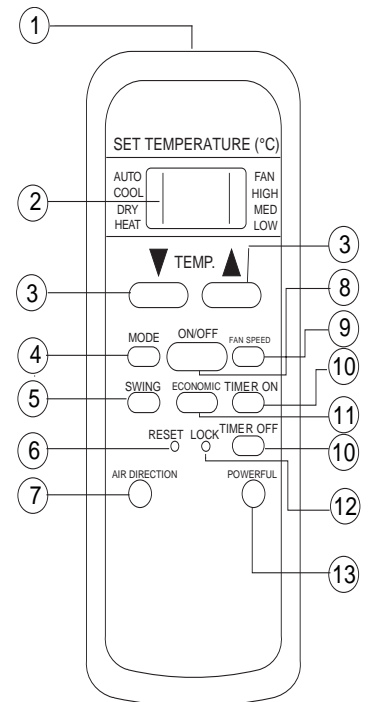 1
SET TEMPERATURE (°C)
AUTO
COOL
DRY
HEAT
FAN
HIGH
MED
LOW
2
TEMP.
3
3
8
MODE
ON/OFF
FAN SPEED
4
9
SWING
ECONOMIC
TIMER ON
10
5
11
RESET
LOCK
TIMER OFF
6
10
AIR DIRECTION
POWERFUL
7
12
13